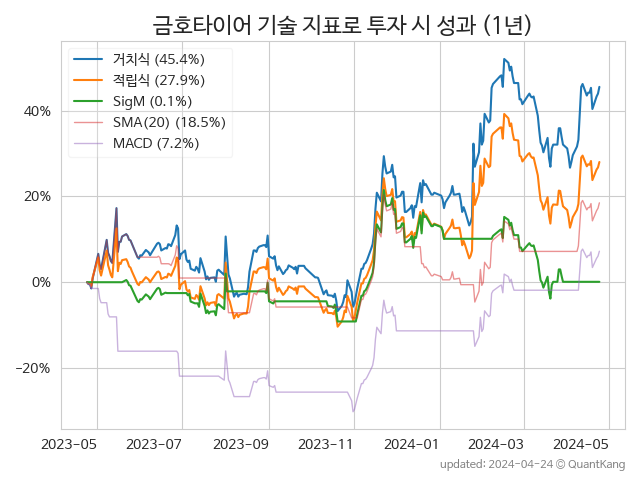 금호타이어 기술 지표로 투자 시 성과 (1년)
거치식 (45.4%)
적립식 (27.9%)
SigM (0.1%)
SMA(20) (18.5%)
MACD (7.2%)
40%
20%
0%
−20%
2023-05 2023-07 2023-09 2023-11 2024-01 2024-03 2024-05
updated: 2024-04-24 © QuantKang